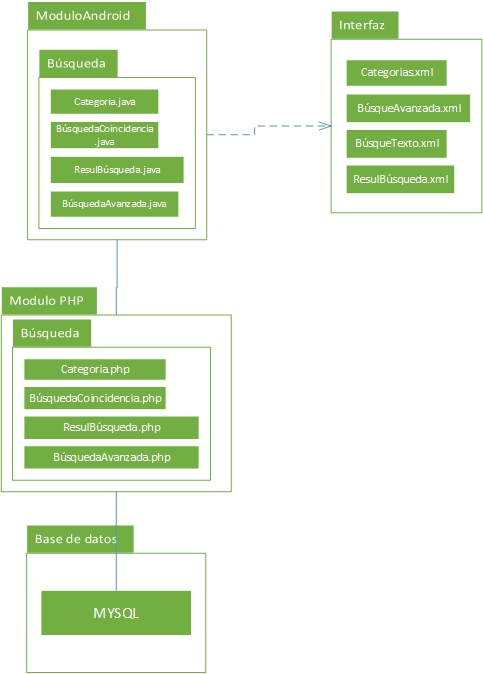 ModuloAndroid
Búsqueda
Categoria.java
BúsquedaCoincidencia
.java
ResulBúsqueda.java
BúsquedaAvanzada.java
Interfaz
Categorias.xml
BúsqueAvanzada.xml
BúsqueTexto.xml
ResulBúsqueda.xml
Modulo PHP
Búsqueda
Categoria.php
BúsquedaCoincidencia.php
ResulBúsqueda.php
BúsquedaAvanzada.php
Base de datos
MYSQL